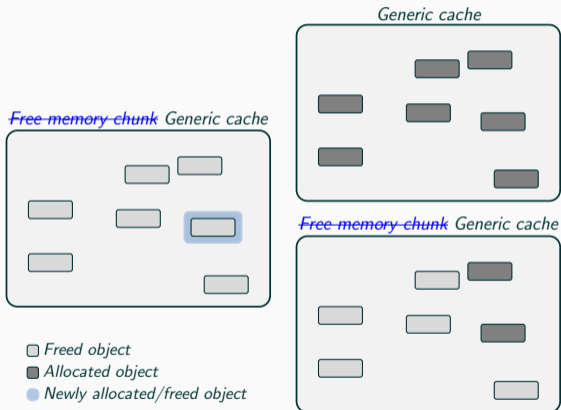 Generic cache
Free memory chunk Generic cache
Free memory chunk Generic cache
Freed object
Allocated object
Newly allocated/freed object